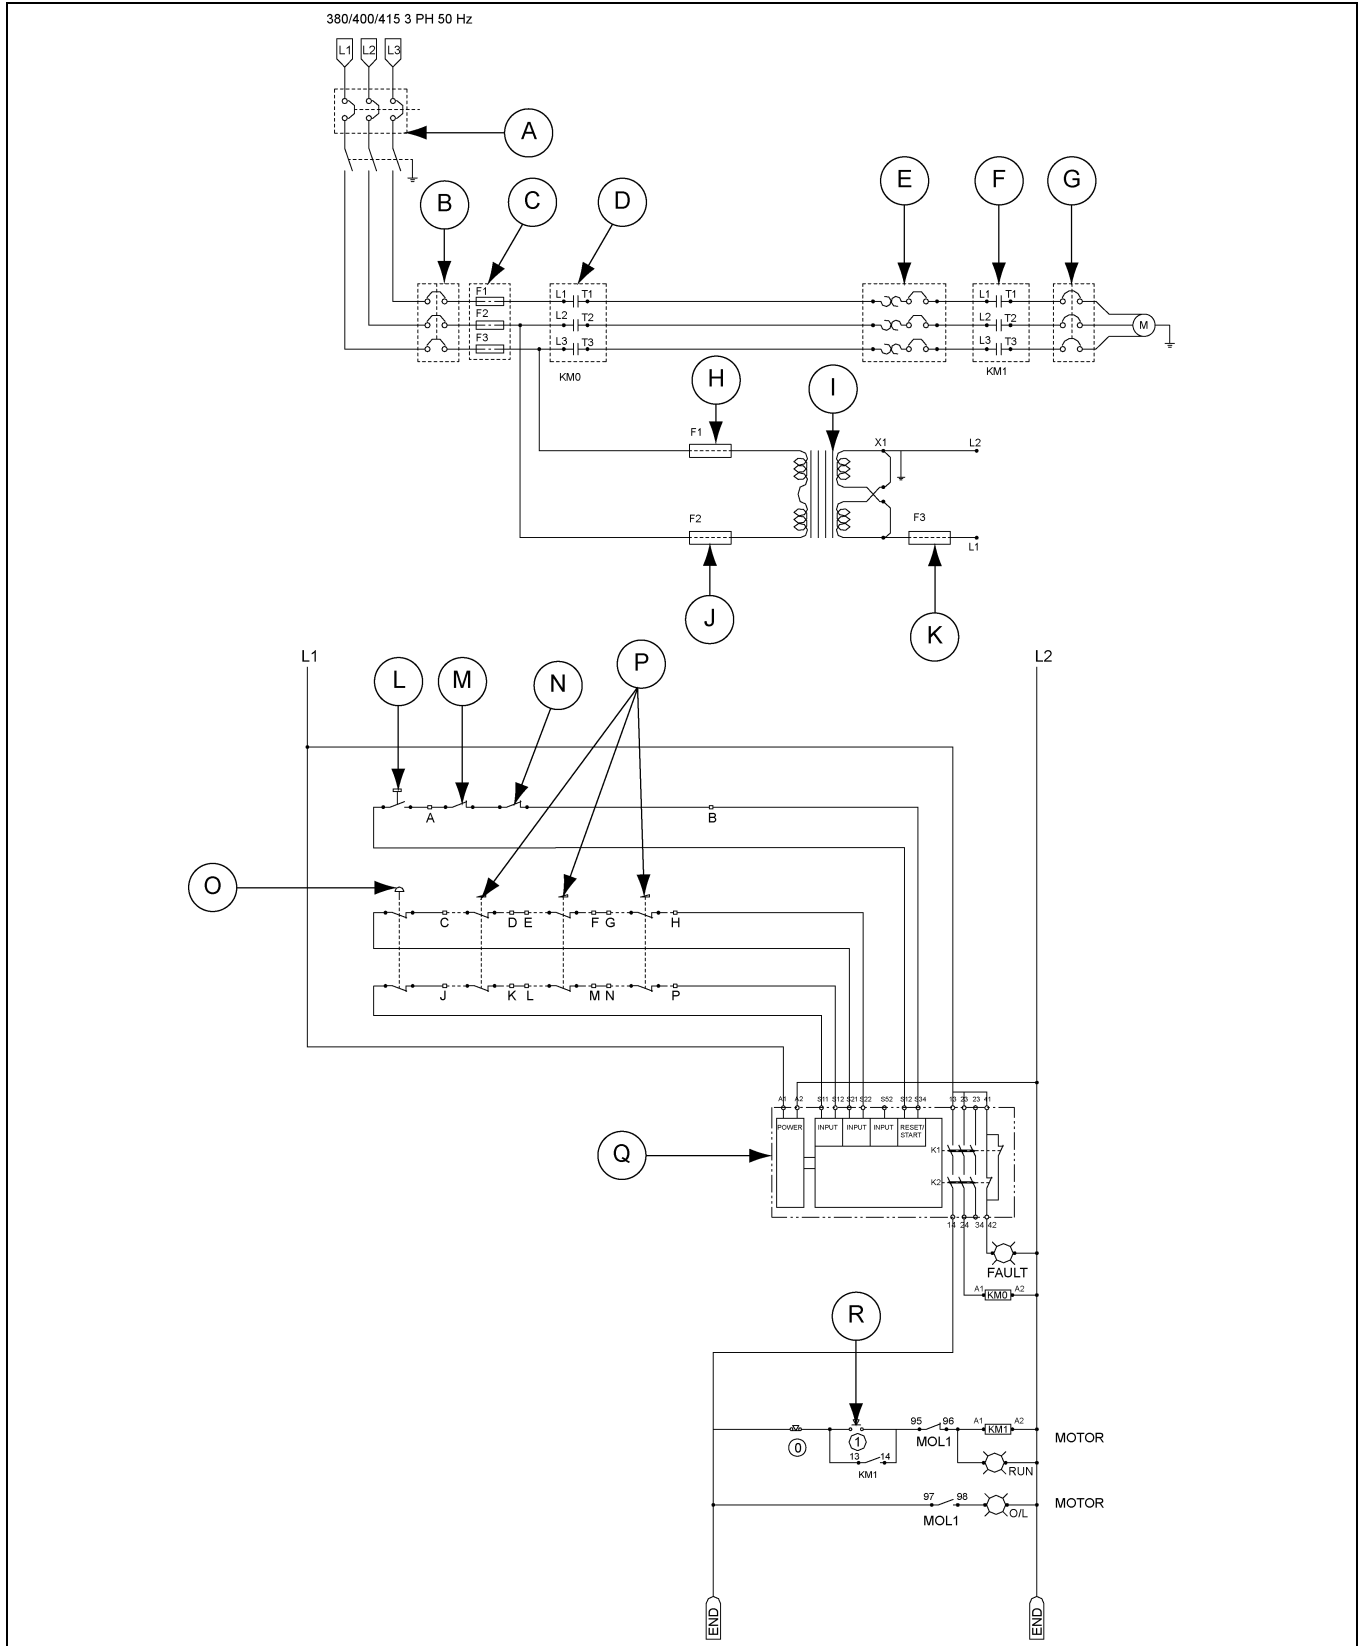 380/400/415 3 PH 50 Hz
L1 L2 L3
A
B C D E F G
F1 L1 T1 L1 T1
F2 L2 T2 L2 T2 M
F3 L3 T3 L3 T3
KM0 KM1
H I
F1 X1 L2
F2 F3
L1
J K
L1 L2
L M N P
A B
O
C D E F G H
J K L M N P
A1 A2 S11 S12 S21 S22 S52 S12 S34 13 23 23 41
POWER INPUT INPUT INPUT RESET/
START
Q
K1
K2
14 24 34 42
FAULT
A1 KM0 A2
R
95 96 A1 KM1 A2
0 1 MOL1 MOTOR
13 14
KM1 RUN
97 98 MOTOR
MOL1 O/L
END END